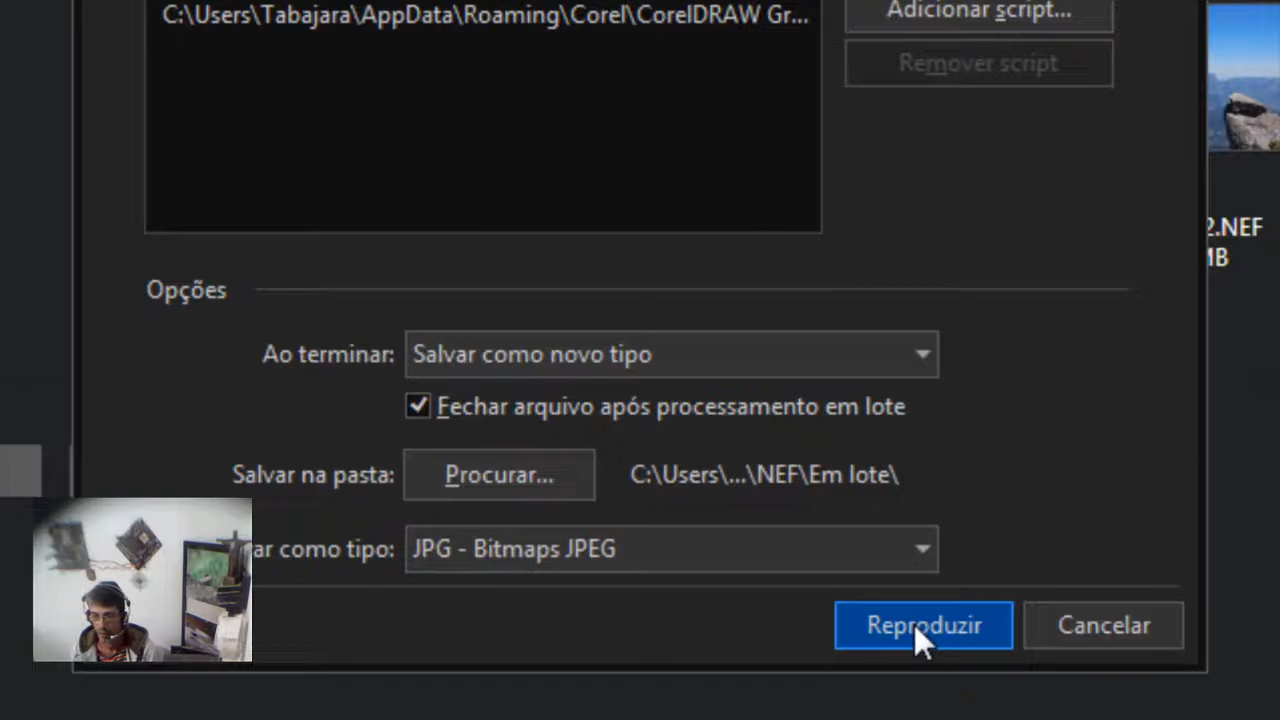 C:\Users\Tabajara\AppData\Roaming\Corel\CorelDRAW Gr...
Adicionar script...
Remover script
2.NEF
MB
Opções
Ao terminar: Salvar como novo tipo
Fechar arquivo após processamento em lote
Salvar na pasta: Procurar... C:\Users\...\NEF\Em lote\
ar como tipo: JPG - Bitmaps JPEG
Reproduzir Cancelar